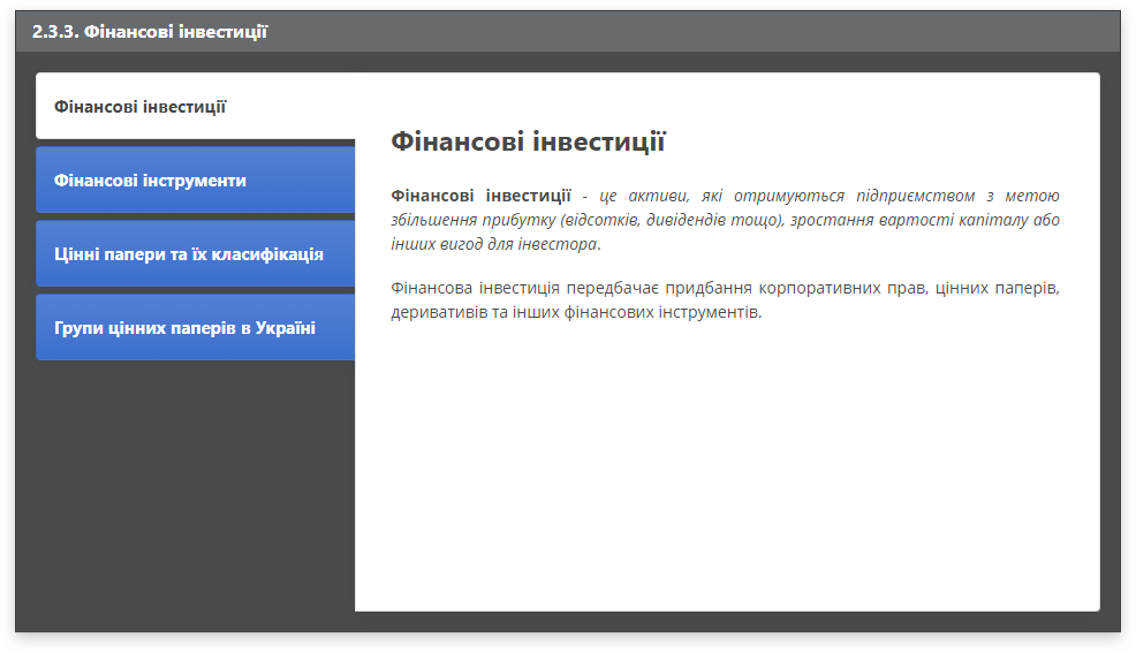 2.3.3. Фінансові інвестиції
Фінансові інвестиції
Фінансові інструменти
Цінні папери та їх класифікація
Групи цінних паперів в Україні
Фінансові інвестиції
Фінансові інвестиції - це активи, які отримуються підприємством з метою
збільшення прибутку (відсотків, дивідендів тощо), зростання вартості капіталу або
інших вигод для інвестора.
Фінансова інвестиція передбачає придбання корпоративних прав, цінних паперів,
деривативів та інших фінансових інструментів.